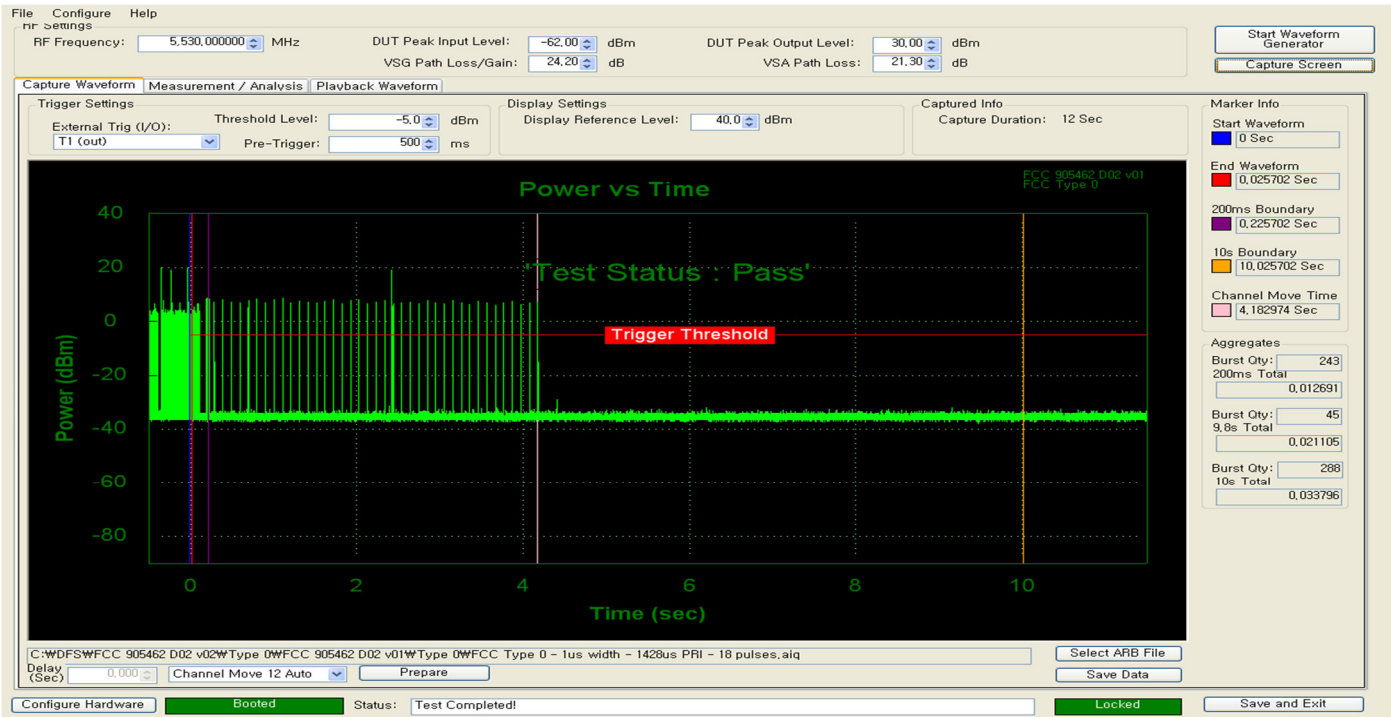 File Configure Help
RF Settings
RF Frequency: 5,530,000000 MHz DUT Peak Input Level: -62,00 dBm DUT Peak Output Level: 30,00 dBm Start Waveform Generator
VSG Path Loss/Gain: 24,20 dB VSA Path Loss: 21,30 dB Capture Screen
Capture Waveform Measurement / Analysis Playback Waveform
Trigger Settings Display Settings Captured Info Marker Info
External Trig (I/O): Threshold Level: -5,0 dBm Display Reference Level: 40,0 dBm Capture Duration: 12 Sec Start Waveform
T1 (out) Pre-Trigger: 500 ms 0 Sec
End Waveform
0,025702 Sec
200ms Boundary
0,225702 Sec
10s Boundary
10,025702 Sec
Channel Move Time
4,182974 Sec
Aggregates
Burst Qty: 243
200ms Total
0,012691
Burst Qty: 45
9,8s Total
0,021105
Burst Qty: 288
10s Total
0,033796
FCC 905462 D02 v01
FCC Type 0
Power vs Time
40
20
0
-20
-40
-60
-80
Power (dBm)
'Test Status : Pass'
Trigger Threshold
0 2 4 6 8 10
Time (sec)
C:₩DFS₩FCC 905462 D02 v02₩Type 0₩FCC 905462 D02 v01₩Type 0₩FCC Type 0 - 1us width - 1428us PRI - 18 pulses,aiq Select ARB File
Delay (Sec) 0,000 Channel Move 12 Auto Prepare Save Data
Configure Hardware Booted Status: Test Completed! Locked Save and Exit